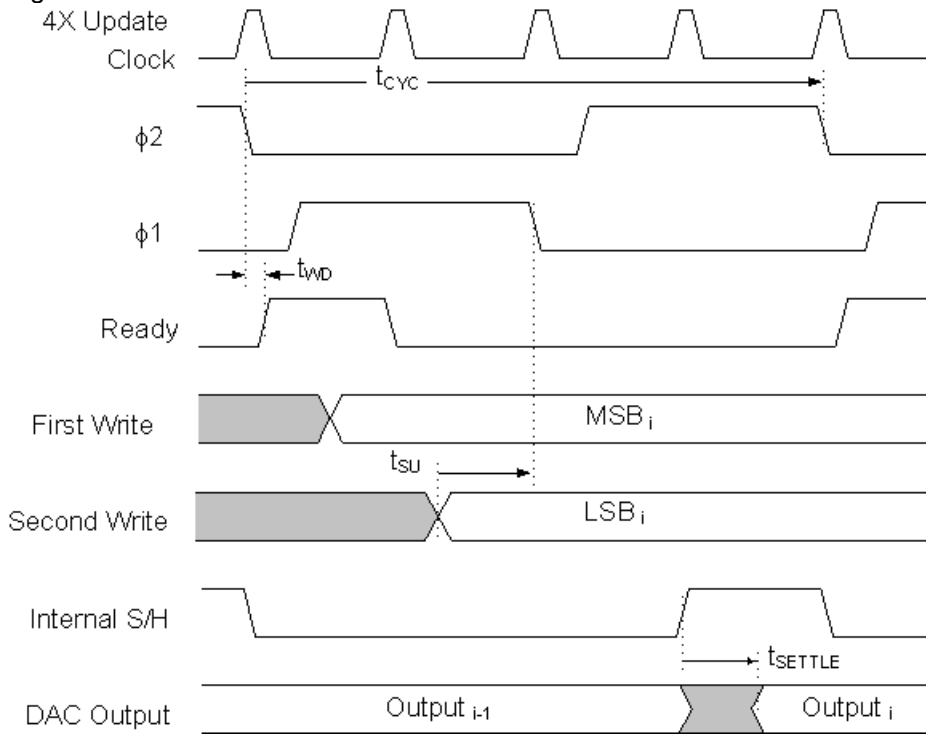 4X Update
Clock
tCYC
ϕ2
ϕ1
tWD
Ready
First Write
MSB i
tSU
Second Write
LSB i
Internal S/H
tSETTLE
DAC Output
Output i-1
Output i